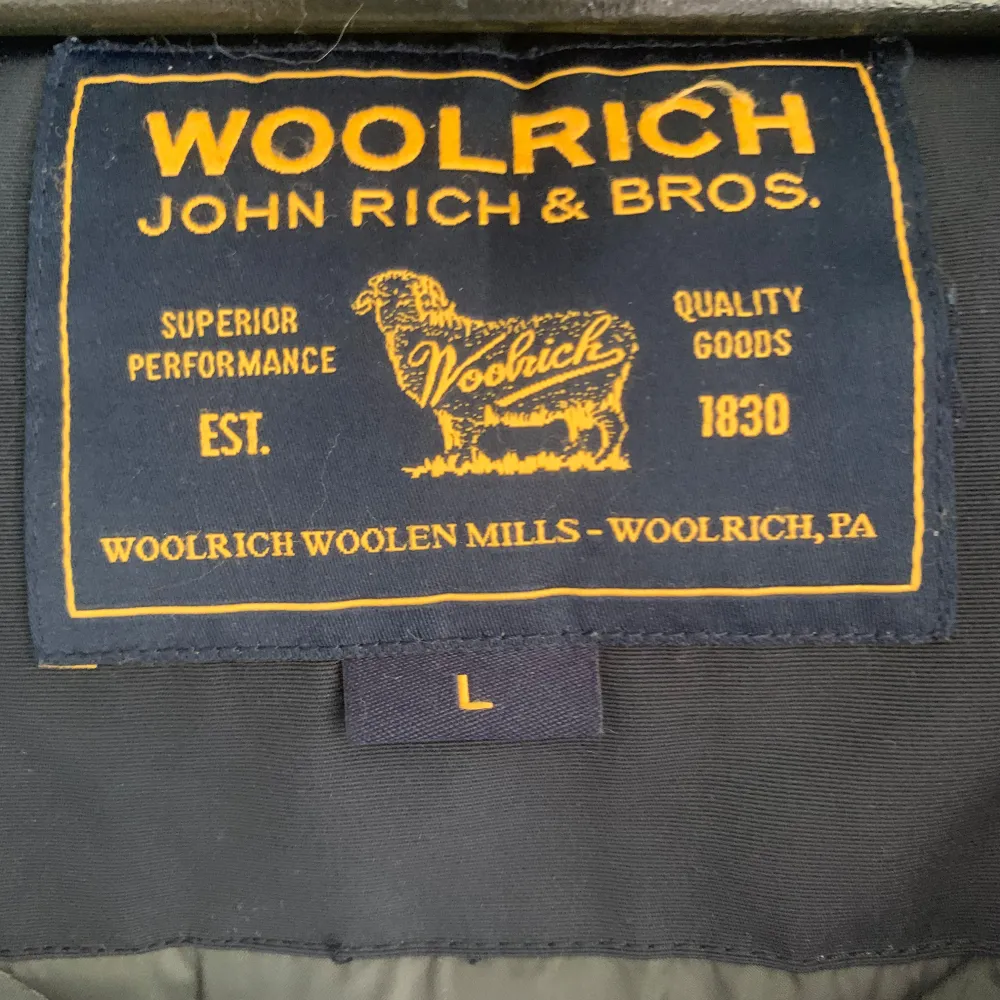 WOOLRICH
JOHN RICH & BROS.
SUPERIOR
PERFORMANCE
EST.
Woolrich
QUALITY
GOODS
1830
WOOLRICH WOOLEN MILLS - WOOLRICH, PA
L